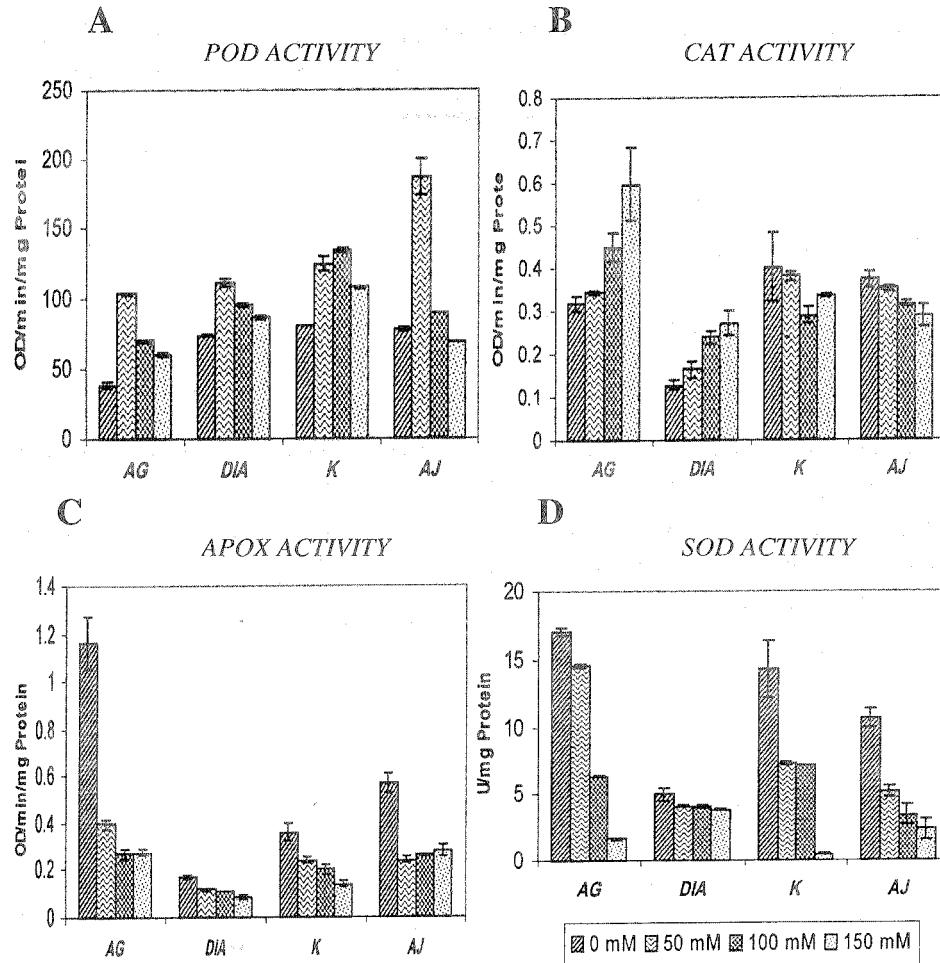 A
POD ACTIVITY
OD/min/mg Protei
250
200
150
100
50
0
AG DIA K AJ
B
CAT ACTIVITY
OD/min/mg Prote
0.8
0.7
0.6
0.5
0.4
0.3
0.2
0.1
0
AG DIA K AJ
C
APOX ACTIVITY
OD/min/mg Protein
1.4
1.2
1
0.8
0.6
0.4
0.2
0
AG DIA K AJ
D
SOD ACTIVITY
U/mg Protein
20
15
10
5
0
AG DIA K AJ
0 mM 50 mM 100 mM 150 mM